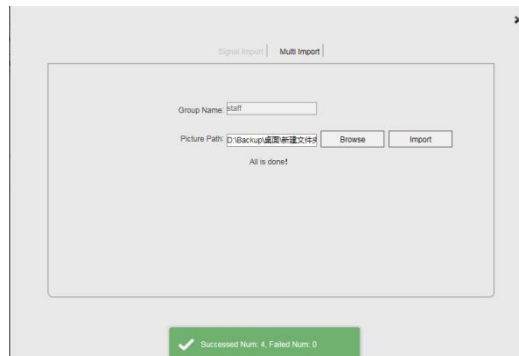 Signal Import Multi Import
Group Name: staff
Picture Path: D:\Backup\桌面\新建文件夹 Browse Import
All is done!
Successed Num: 4, Failed Num: 0